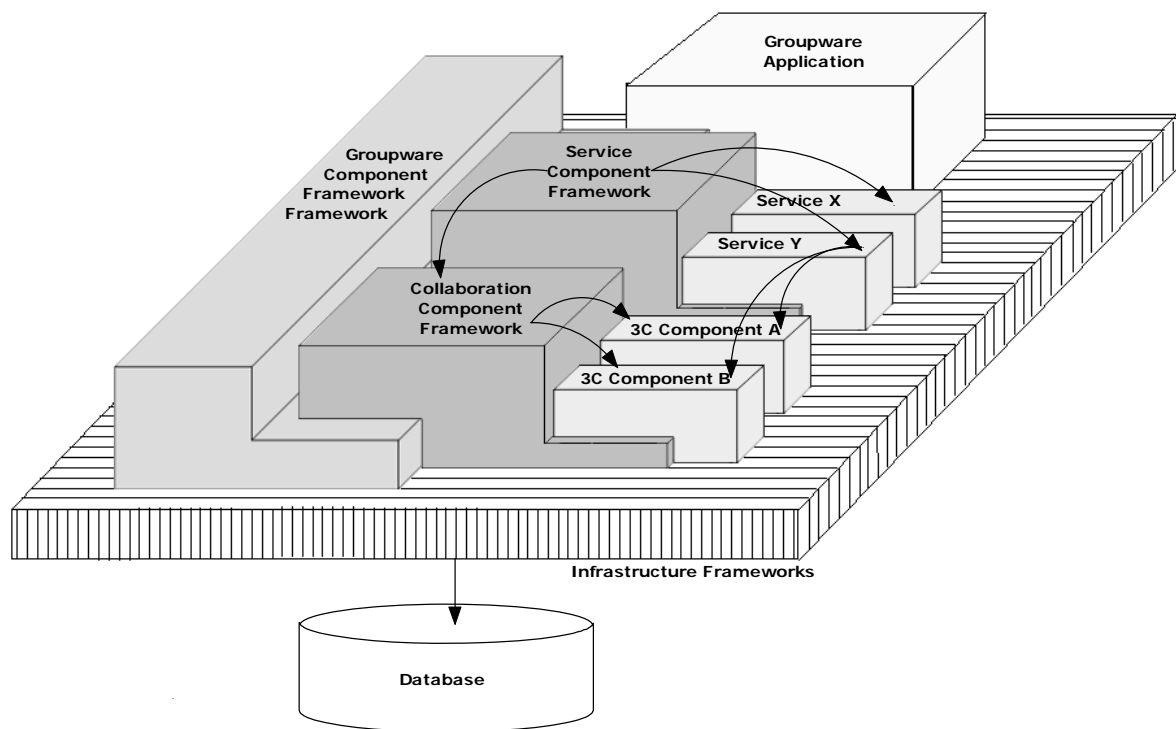 Groupware
Application
Groupware
Component
Framework
Framework
Service
Component
Framework
Service X
Service Y
Collaboration
Component
Framework
3C Component A
3C Component B
Infrastructure Frameworks
Database